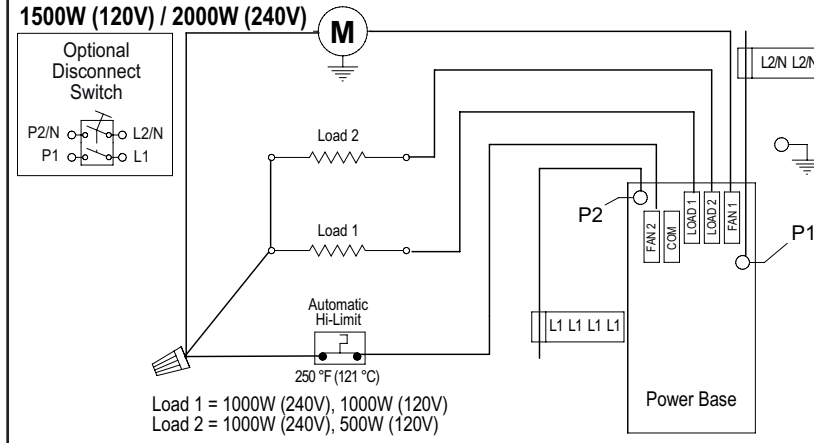 1500W (120V) / 2000W (240V)
M
Optional
Disconnect
Switch
P2/N
L2/N
P1
L1
L2/N L2/N
Load 2
Load 1
P2
FAN 2
COM
LOAD 1
LOAD 2
FAN 1
P1
Automatic
Hi-Limit
250 °F (121 °C)
L1 L1 L1 L1
Power Base
Load 1 = 1000W (240V), 1000W (120V)
Load 2 = 1000W (240V), 500W (120V)